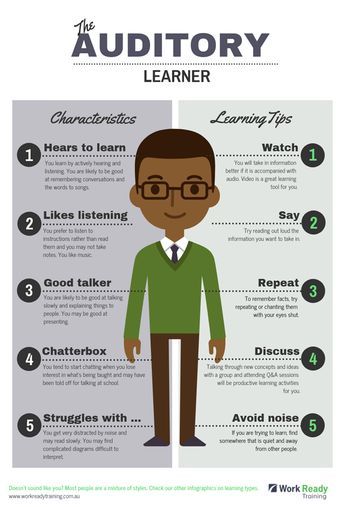 The
AUDITORY
LEARNER
Characteristics
1
Hears to learn
You learn by actively hearing and
listening. You are likely to be good
at remembering conversations and
the words to songs.
2
Likes listening
You prefer to listen to
instructions rather than read
them and you may not take
notes. You like music.
3
Good talker
You are likely to be good at talking
slowly and explaining things to
people. You may be good at
presenting.
4
Chatterbox
You tend to start chatting when you lose
interest in what's being taught and may have
been told off for talking at school.
5
Struggles with ...
You get very distracted by noise and
may read slowly. You may find
complicated diagrams difficult to
interpret.
Learning Tips
Watch
1
You will take in information
better if it is accompanied with
audio. Video is a great learning
tool for you.
Say
2
Try reading out loud the
information you want to take in.
Repeat
3
To remember facts, try
repeating or chanting them
with your eyes shut.
Discuss
4
Talking through new concepts and ideas
with a group and attending Q&A sessions
will be productive learning activities
for you.
Avoid noise
5
If you are trying to learn, find
somewhere that is quiet and away
from other people.
Doesn't sound like you? Most people are a mixture of styles. Check our other infographics on learning types.
www.workreadytraining.com.au
Work Ready
Training